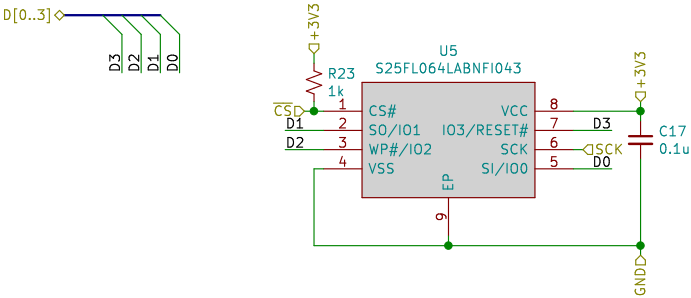 D[0..3]
D3
D2
D1
D0
+3V3
R23
1k
CS
D1
D2
U5
S25FL064LABNFI043
1
CS#
2
SO/IO1
3
WP#/IO2
4
VSS
VCC
8
IO3/RESET#
7
D3
SCK
6
SCK
SI/IO0
5
D0
EP
9
+3V3
C17
0.1u
GND